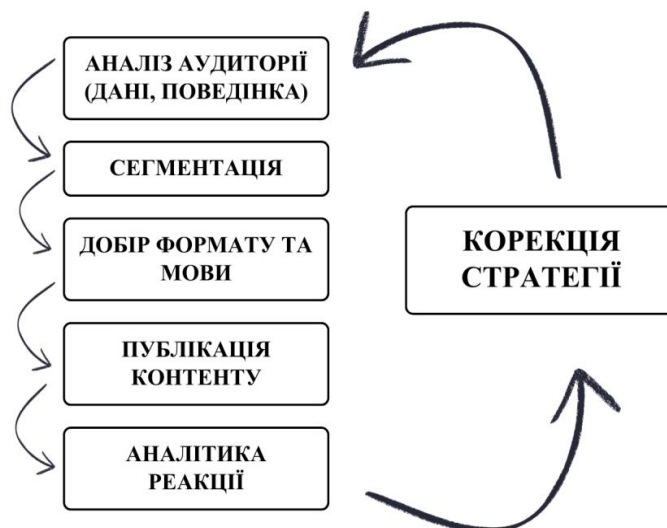 АНАЛІЗ АУДИТОРІЇ
(ДАНІ, ПОВЕДІНКА)
СЕГМЕНТАЦІЯ
ДОБІР ФОРМАТУ ТА
МОВИ
ПУБЛІКАЦІЯ
КОНТЕНТУ
АНАЛІТИКА
РЕАКЦІЇ
КОРЕКЦІЯ
СТРАТЕГІЇ